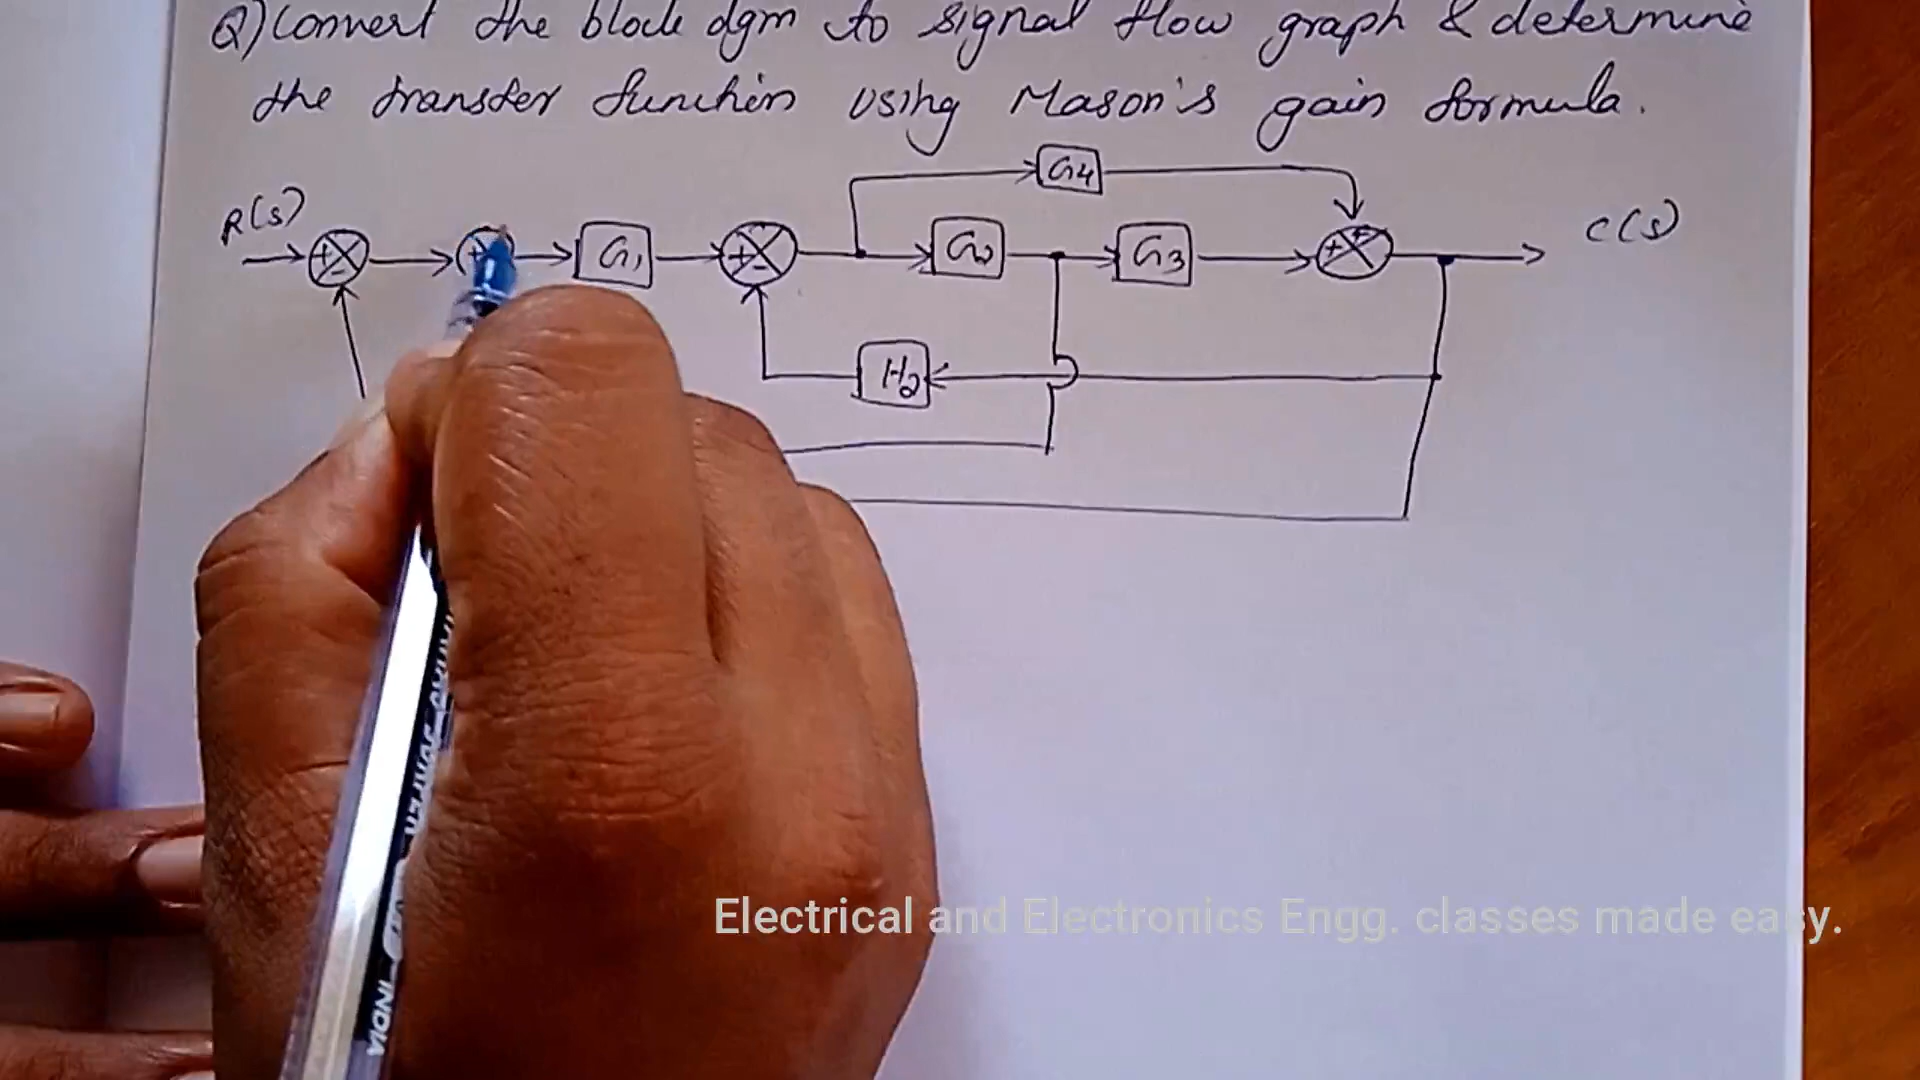 Q) Convert the block dgm to signal flow graph & determine
the transfer function using Mason's gain formula.
G4
R(s)
C(s)
+ - G1 + - G2 G3 + +
H2
Electrical and Electronics Engg. classes made easy.
INDIA